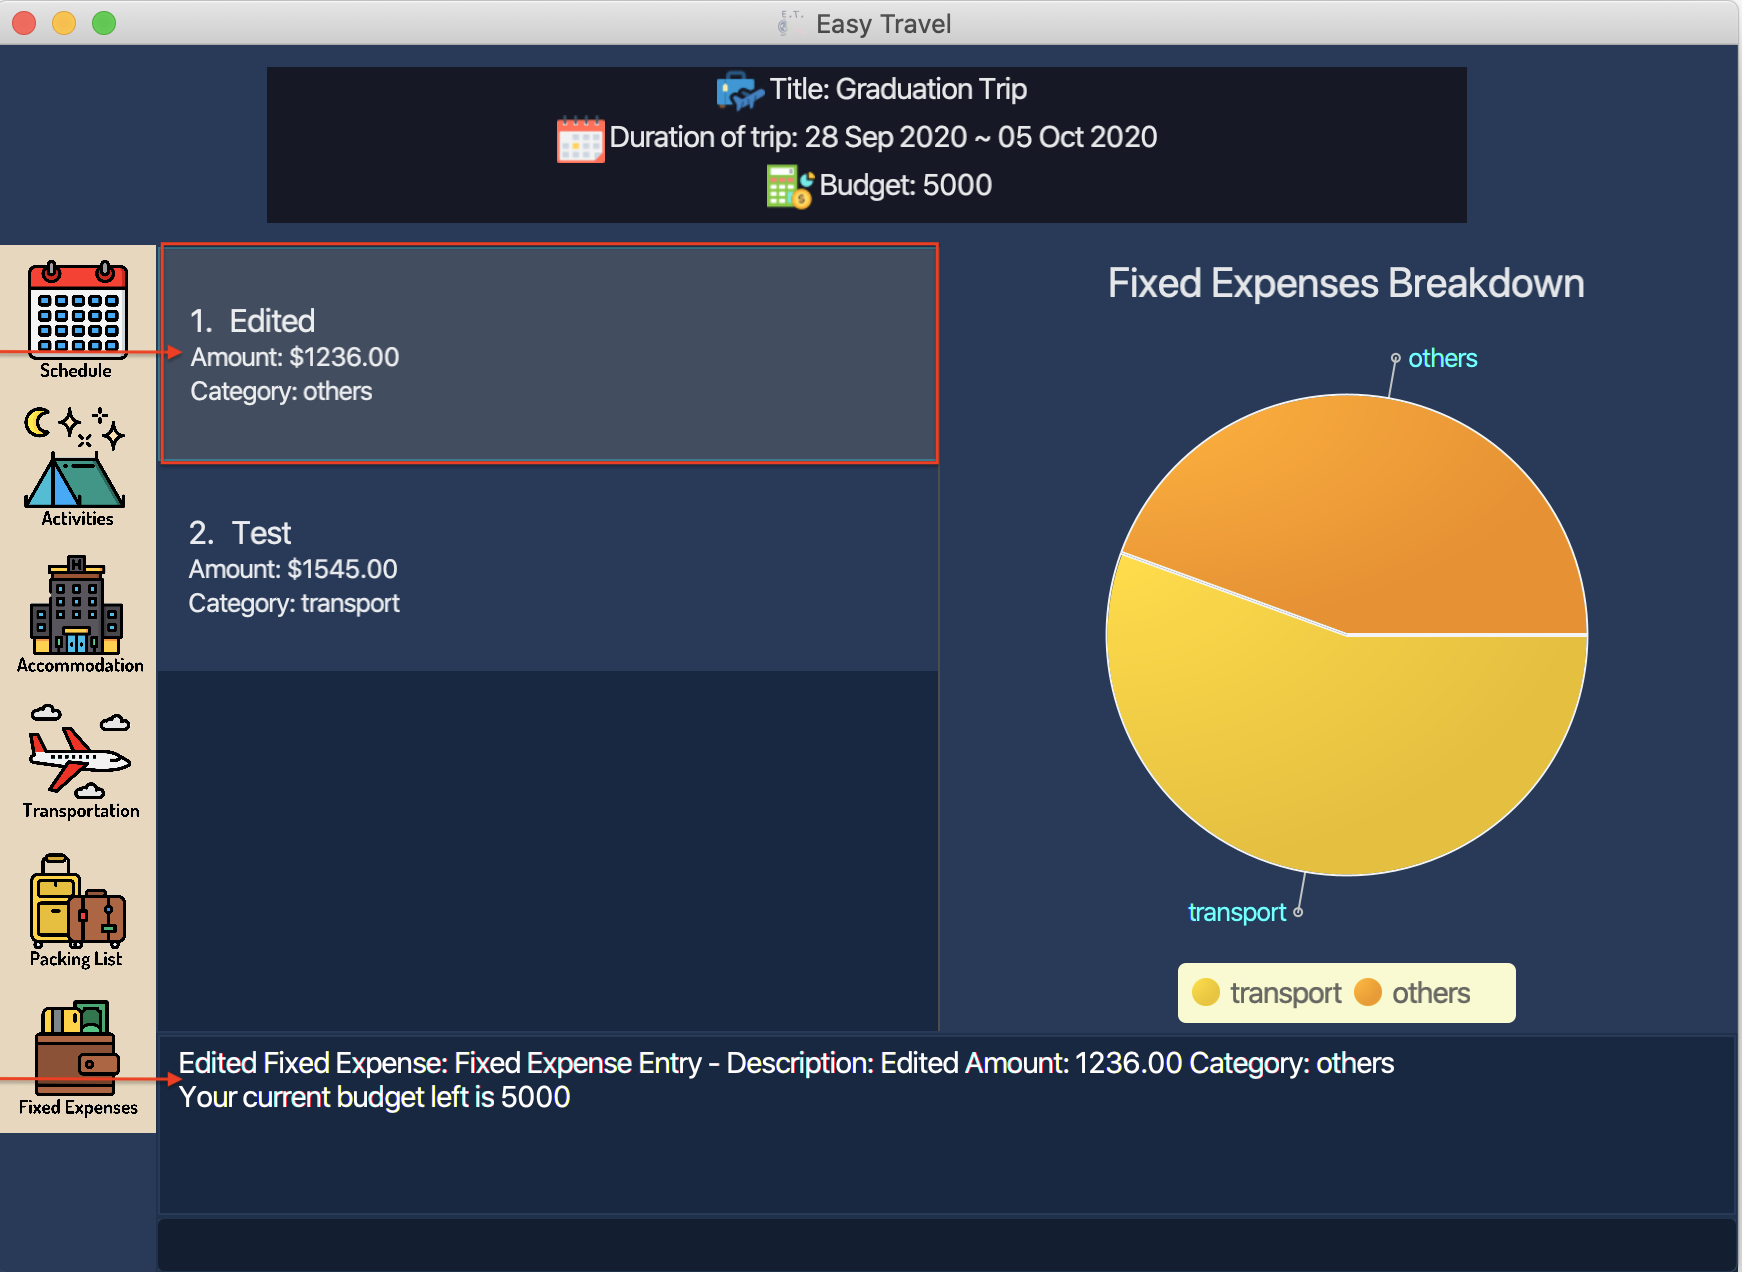 E.T.
Easy Travel
Title: Graduation Trip
Duration of trip: 28 Sep 2020 ~ 05 Oct 2020
Budget: 5000
Schedule
Activities
H
Accommodation
Transportation
Packing List
Fixed Expenses
1. Edited
Amount: $1236.00
Category: others
2. Test
Amount: $1545.00
Category: transport
Fixed Expenses Breakdown
others
transport
transport others
Edited Fixed Expense: Fixed Expense Entry - Description: Edited Amount: 1236.00 Category: others
Your current budget left is 5000